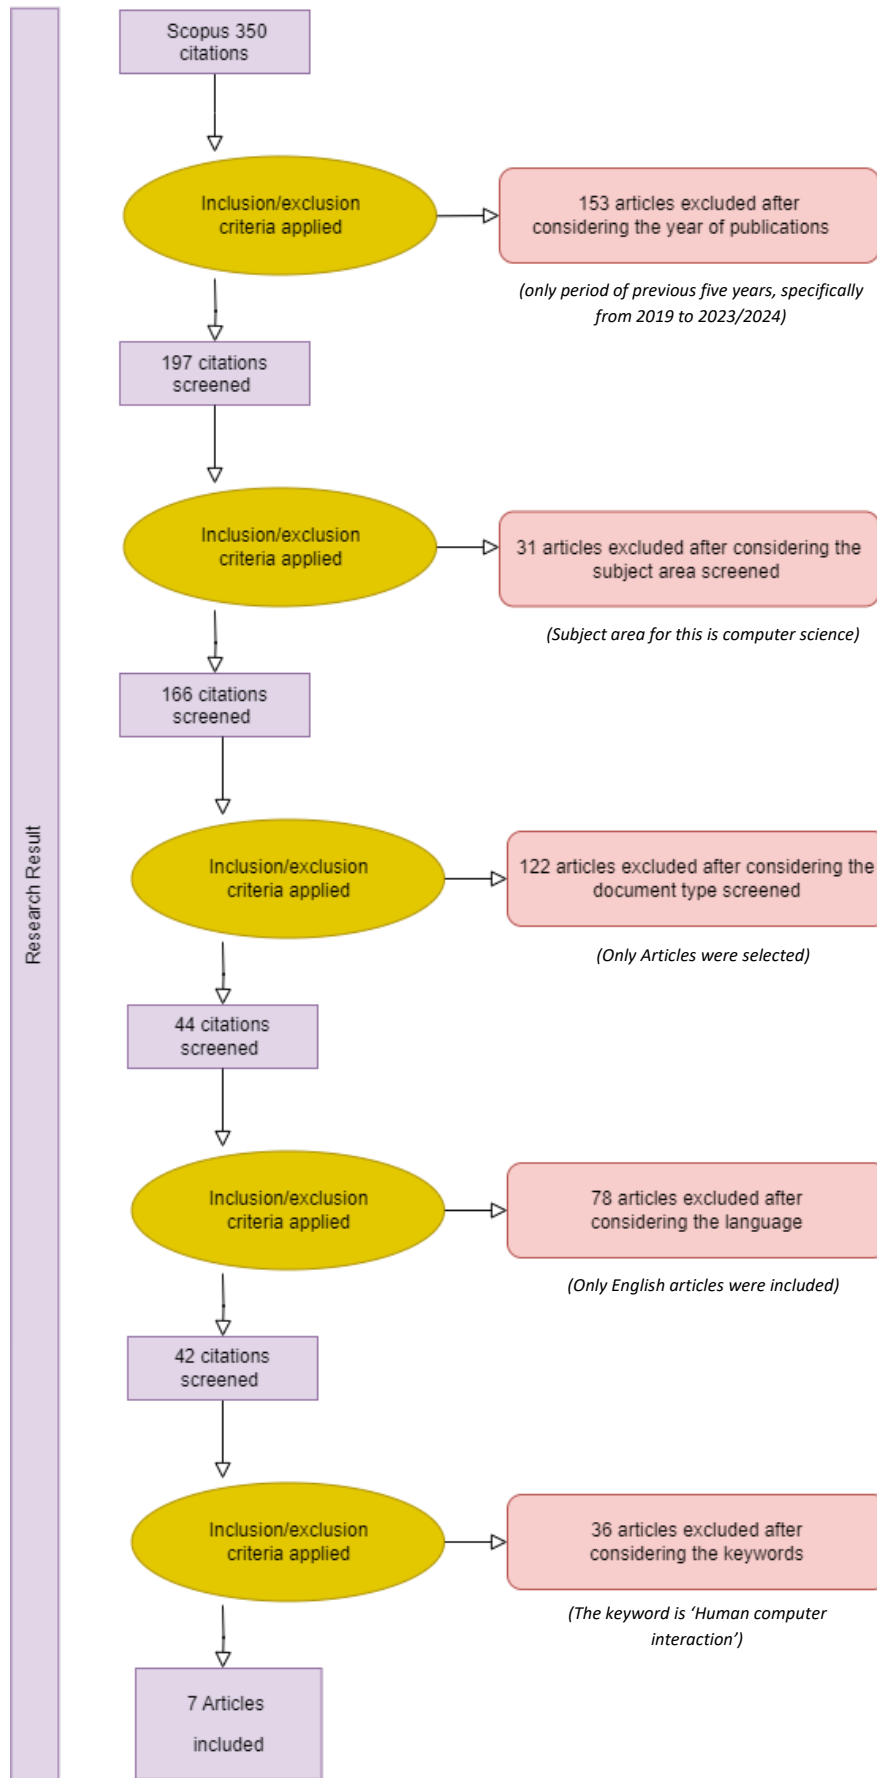 Research Result
Scopus 350
citations
Inclusion/exclusion
criteria applied
153 articles excluded after
considering the year of publications
(only period of previous five years, specifically
from 2019 to 2023/2024)
197 citations
screened
Inclusion/exclusion
criteria applied
31 articles excluded after considering the
subject area screened
(Subject area for this is computer science)
166 citations
screened
Inclusion/exclusion
criteria applied
122 articles excluded after considering the
document type screened
(Only Articles were selected)
44 citations
screened
Inclusion/exclusion
criteria applied
78 articles excluded after
considering the language
(Only English articles were included)
42 citations
screened
Inclusion/exclusion
criteria applied
36 articles excluded after
considering the keywords
(The keyword is ‘Human computer
interaction’)
7 Articles
included